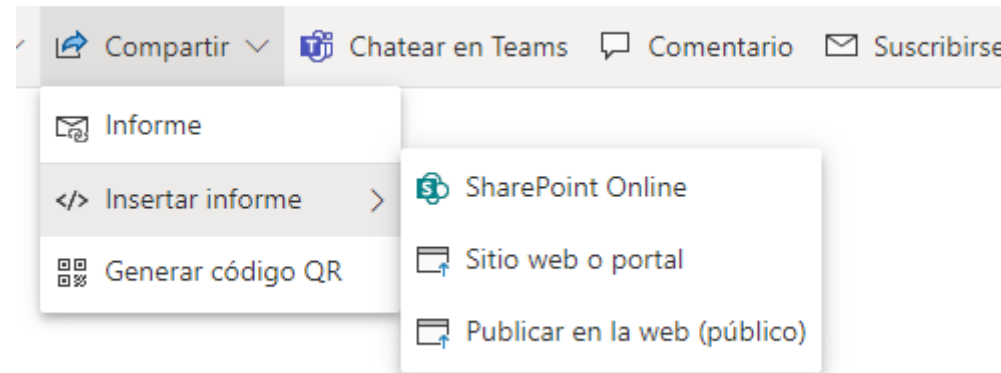 Compartir
Chatear en Teams
Comentario
Suscribirse
Informe
Insertar informe
Generar código QR
SharePoint Online
Sitio web o portal
Publicar en la web (público)